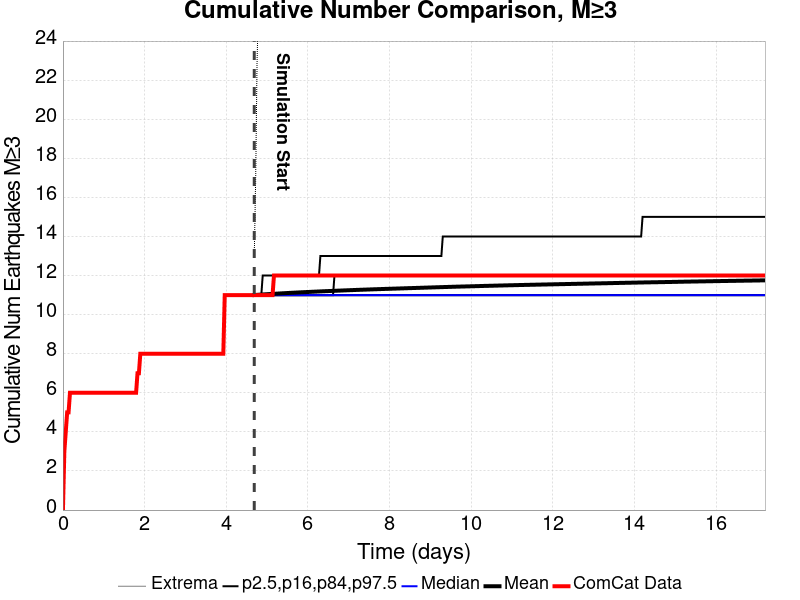 Cumulative Number Comparison, M≥3
Cumulative Num Earthquakes M≥3
24
22
20
18
16
14
12
10
8
6
4
2
0
Simulation Start
0 2 4 6 8 10 12 14 16
Time (days)
Extrema p2.5,p16,p84,p97.5 Median Mean ComCat Data